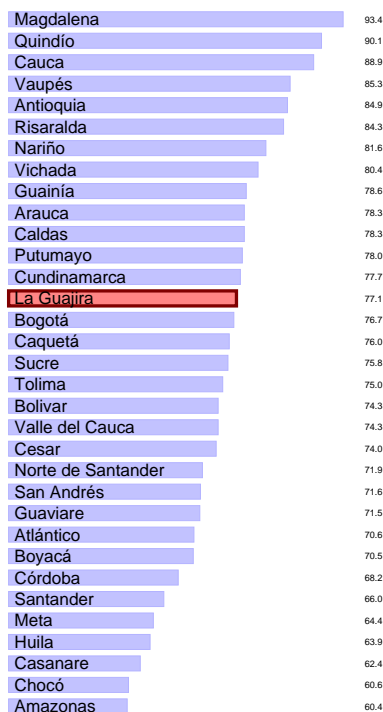 Magdalena 93.4
Quindío 90.1
Cauca 88.9
Vaupés 85.3
Antioquia 84.9
Risaralda 84.3
Nariño 81.6
Vichada 80.4
Guainía 78.6
Arauca 78.3
Caldas 78.3
Putumayo 78.0
Cundinamarca 77.7
La Guajira 77.1
Bogotá 76.7
Caquetá 76.0
Sucre 75.8
Tolima 75.0
Bolivar 74.3
Valle del Cauca 74.3
Cesar 74.0
Norte de Santander 71.9
San Andrés 71.6
Guaviare 71.5
Atlántico 70.6
Boyacá 70.5
Córdoba 68.2
Santander 66.0
Meta 64.4
Huila 63.9
Casanare 62.4
Chocó 60.6
Amazonas 60.4